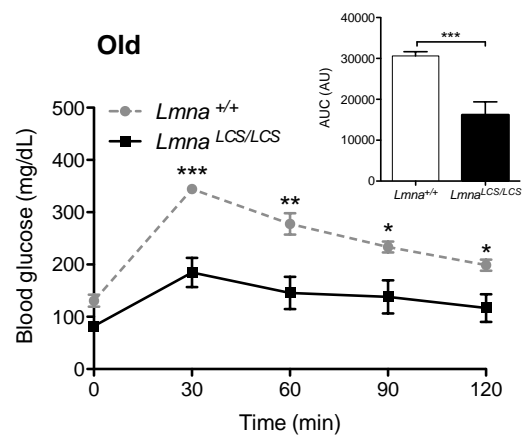 Old
Lmna +/+
Lmna LCS/LCS
Blood glucose (mg/dL)
500
400
300
200
100
0
***
**
*
*
0 30 60 90 120
Time (min)
AUC (AU)
40000
30000
20000
10000
0
***
Lmna+/+ LmnaLCS/LCS